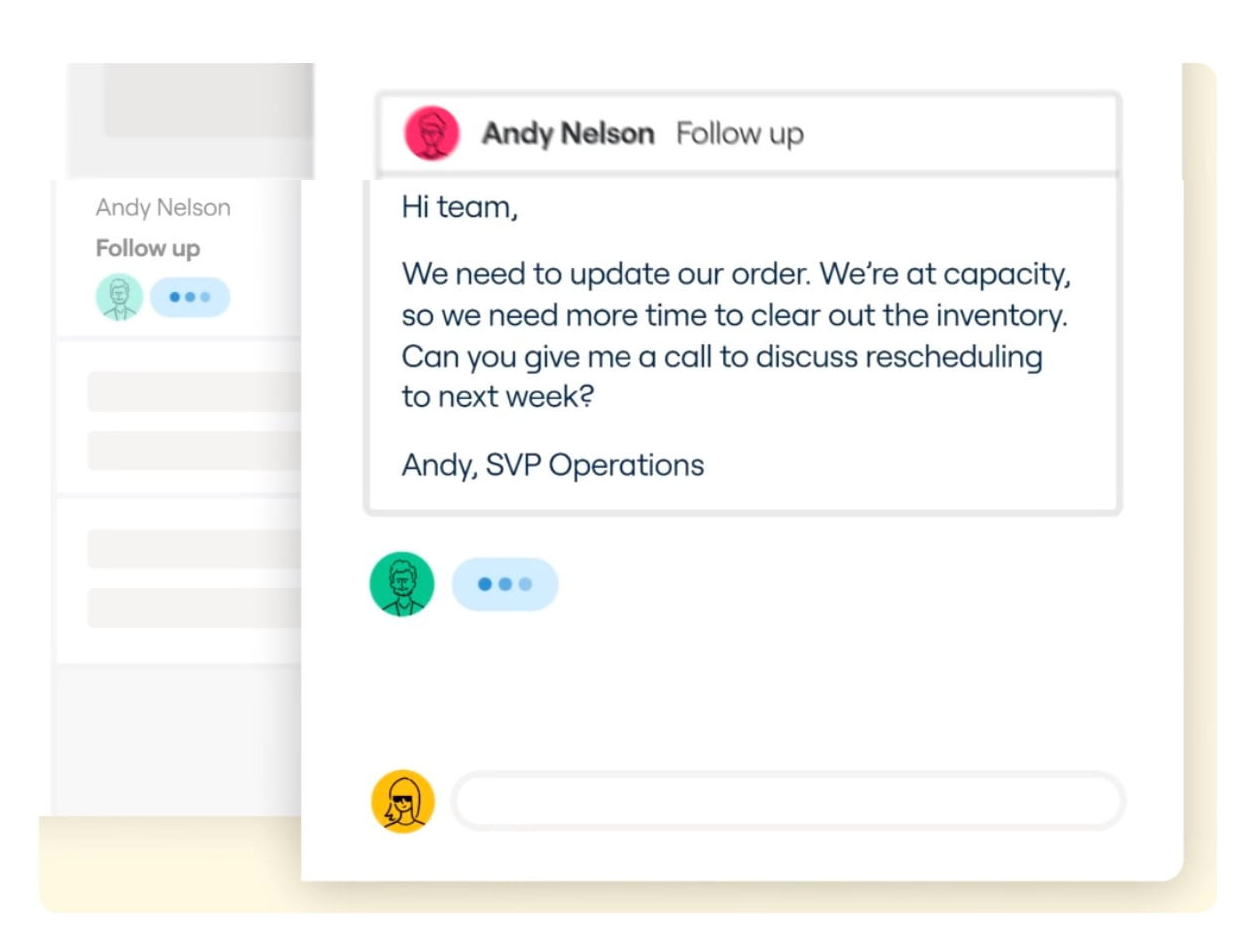 Andy Nelson Follow up
Andy Nelson
Follow up
Hi team,
We need to update our order. We’re at capacity,
so we need more time to clear out the inventory.
Can you give me a call to discuss rescheduling
to next week?
Andy, SVP Operations